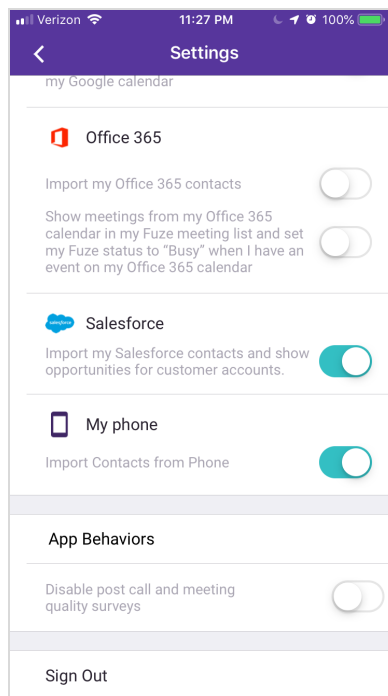 Verizon 11:27 PM 100%
Settings
my Google calendar
Office 365
Import my Office 365 contacts
Show meetings from my Office 365
calendar in my Fuze meeting list and set
my Fuze status to “Busy” when I have an
event on my Office 365 calendar
salesforce Salesforce
Import my Salesforce contacts and show
opportunities for customer accounts.
My phone
Import Contacts from Phone
App Behaviors
Disable post call and meeting
quality surveys
Sign Out